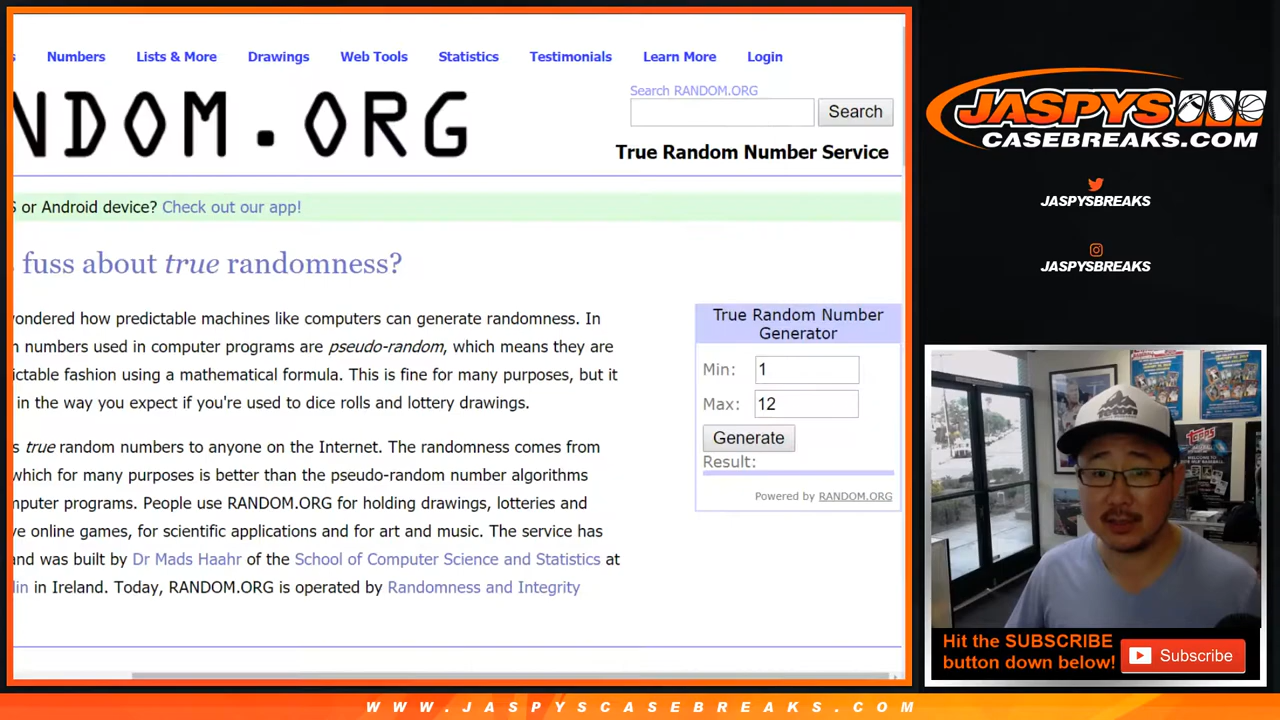 Numbers
Lists & More
Drawings
Web Tools
Statistics
Testimonials
Learn More
Login
NDOM.ORG
Search RANDOM.ORG
Search
True Random Number Service
S or Android device? Check out our app!
fuss about true randomness?
ondered how predictable machines like computers can generate randomness. In
numbers used in computer programs are pseudo-random, which means they are
ctable fashion using a mathematical formula. This is fine for many purposes, but it
in the way you expect if you're used to dice rolls and lottery drawings.
s true random numbers to anyone on the Internet. The randomness comes from
which for many purposes is better than the pseudo-random number algorithms
mputer programs. People use RANDOM.ORG for holding drawings, lotteries and
ve online games, for scientific applications and for art and music. The service has
and was built by Dr Mads Haahr of the School of Computer Science and Statistics at
lin in Ireland. Today, RANDOM.ORG is operated by Randomness and Integrity
True Random Number
Generator
Min: 1
Max: 12
Generate
Result:
Powered by RANDOM.ORG
JASPYS
CASEBREAKS.COM
JASPYSBREAKS
JASPYSBREAKS
TOPPS
Hit the SUBSCRIBE
button down below!
Subscribe
WWW.JASPYSCASEBREAKS.COM